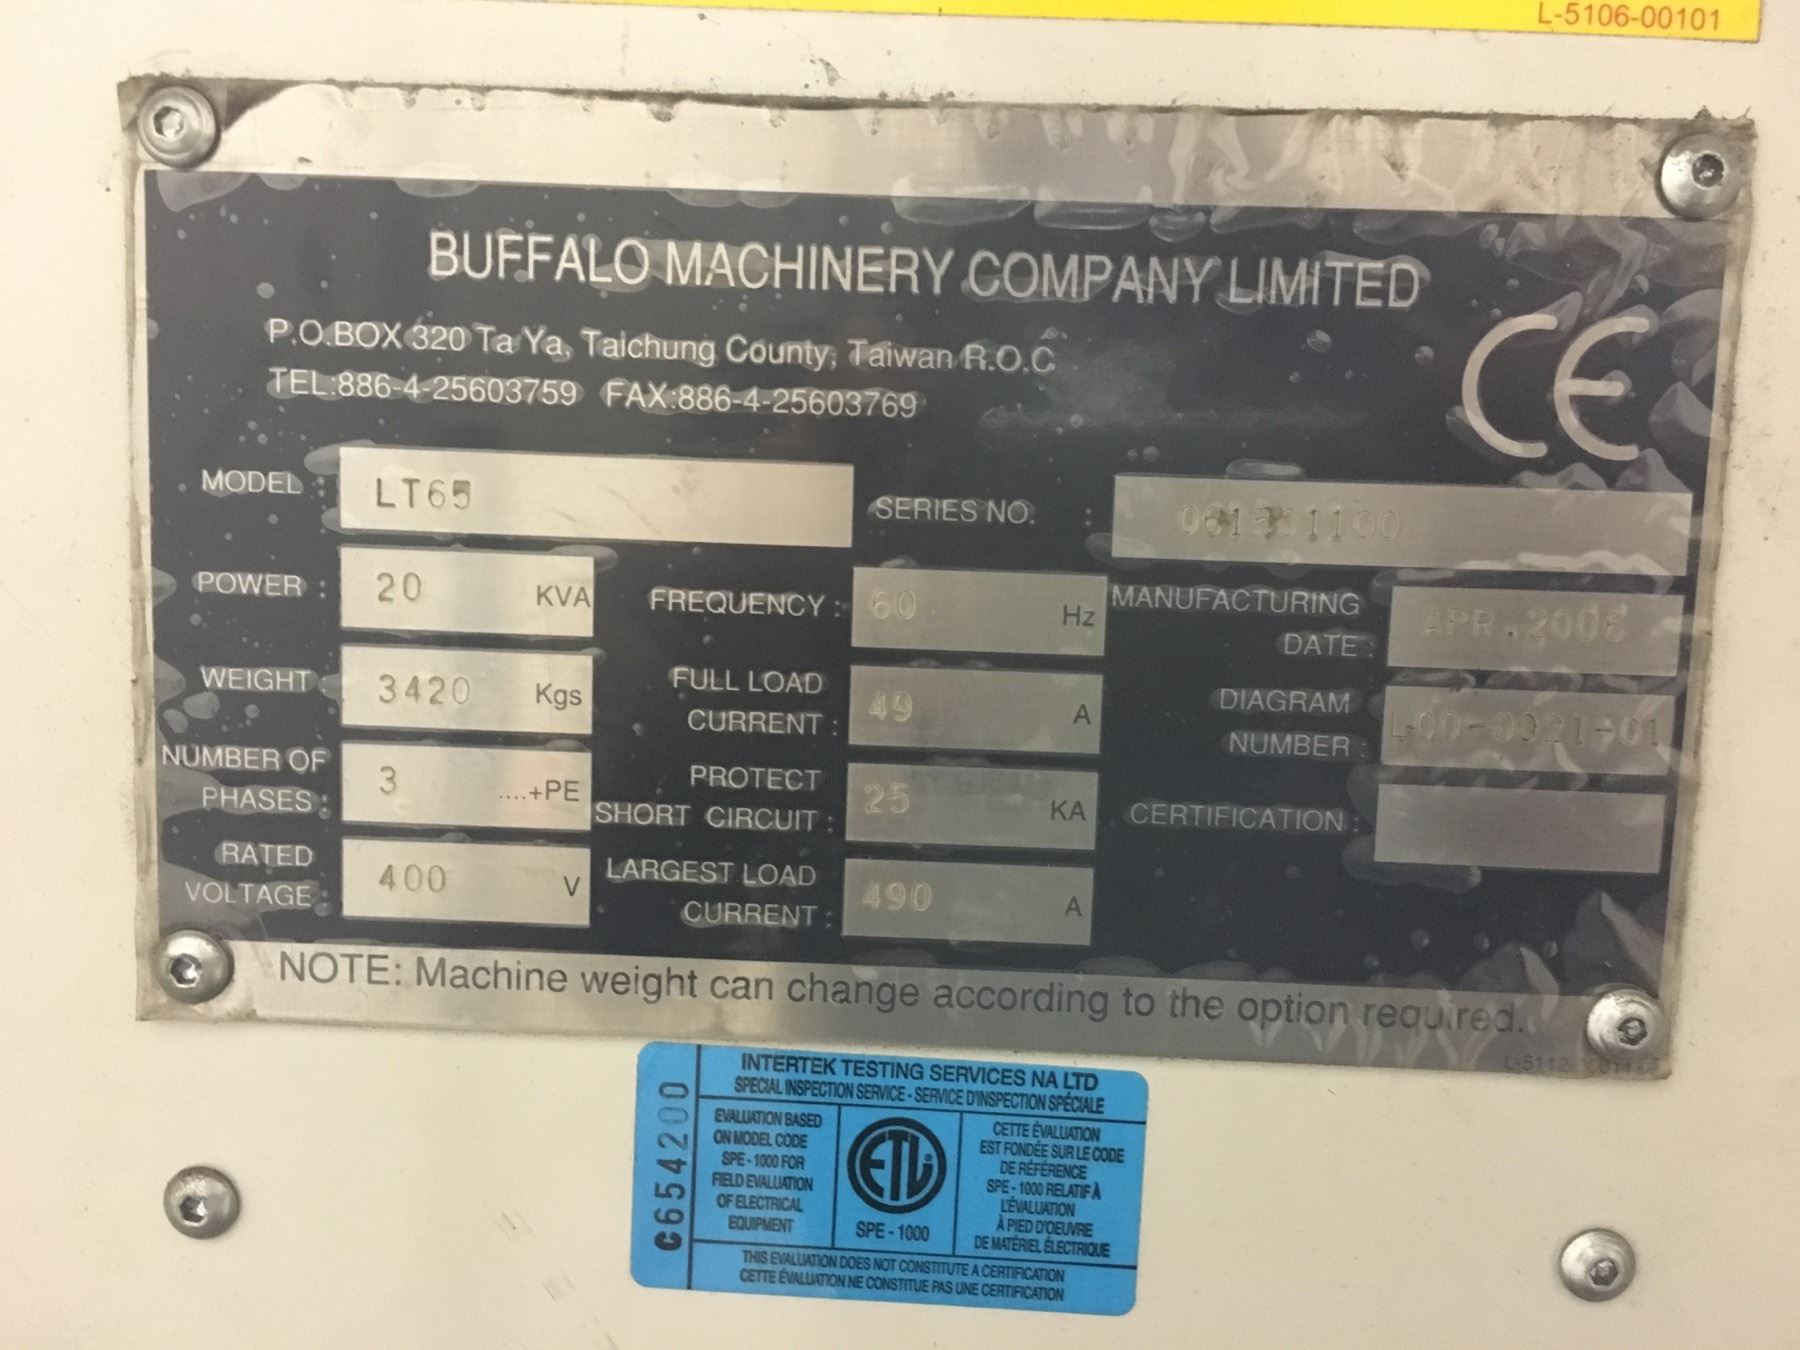 L-5106-00101
BUFFALO MACHINERY COMPANY LIMITED
P.O.BOX 320 Ta Ya, Taichung County, Taiwan R.O.C
TEL:886-4-25603759 FAX:886-4-25603769
CE
MODEL : LT65
SERIES NO. :
POWER : 20 KVA
FREQUENCY : 60 Hz
MANUFACTURING
DATE : APR.2006
WEIGHT : 3420 Kgs
FULL LOAD
CURRENT : 49 A
DIAGRAM
NUMBER : L00-0021-01
NUMBER OF
PHASES : 3 ....+PE
PROTECT
SHORT CIRCUIT : 25 KA
CERTIFICATION :
RATED
VOLTAGE : 400 V
LARGEST LOAD
CURRENT : 490 A
NOTE: Machine weight can change according to the option required.
C654200
INTERTEK TESTING SERVICES NA LTD
SPECIAL INSPECTION SERVICE - SERVICE D'INSPECTION SPÉCIALE
EVALUATION BASED
ON MODEL CODE
SPE - 1000 FOR
FIELD EVALUATION
OF ELECTRICAL
EQUIPMENT
ETL
SPE - 1000
CETTE ÉVALUATION
EST FONDÉE SUR LE CODE
DE RÉFÉRENCE
SPE - 1000 RELATIF À
L'ÉVALUATION
À PIED D'OEUVRE
DE MATÉRIEL ÉLECTRIQUE
THIS EVALUATION DOES NOT CONSTITUTE A CERTIFICATION
CETTE ÉVALUATION NE CONSTITUE PAS UNE CERTIFICATION